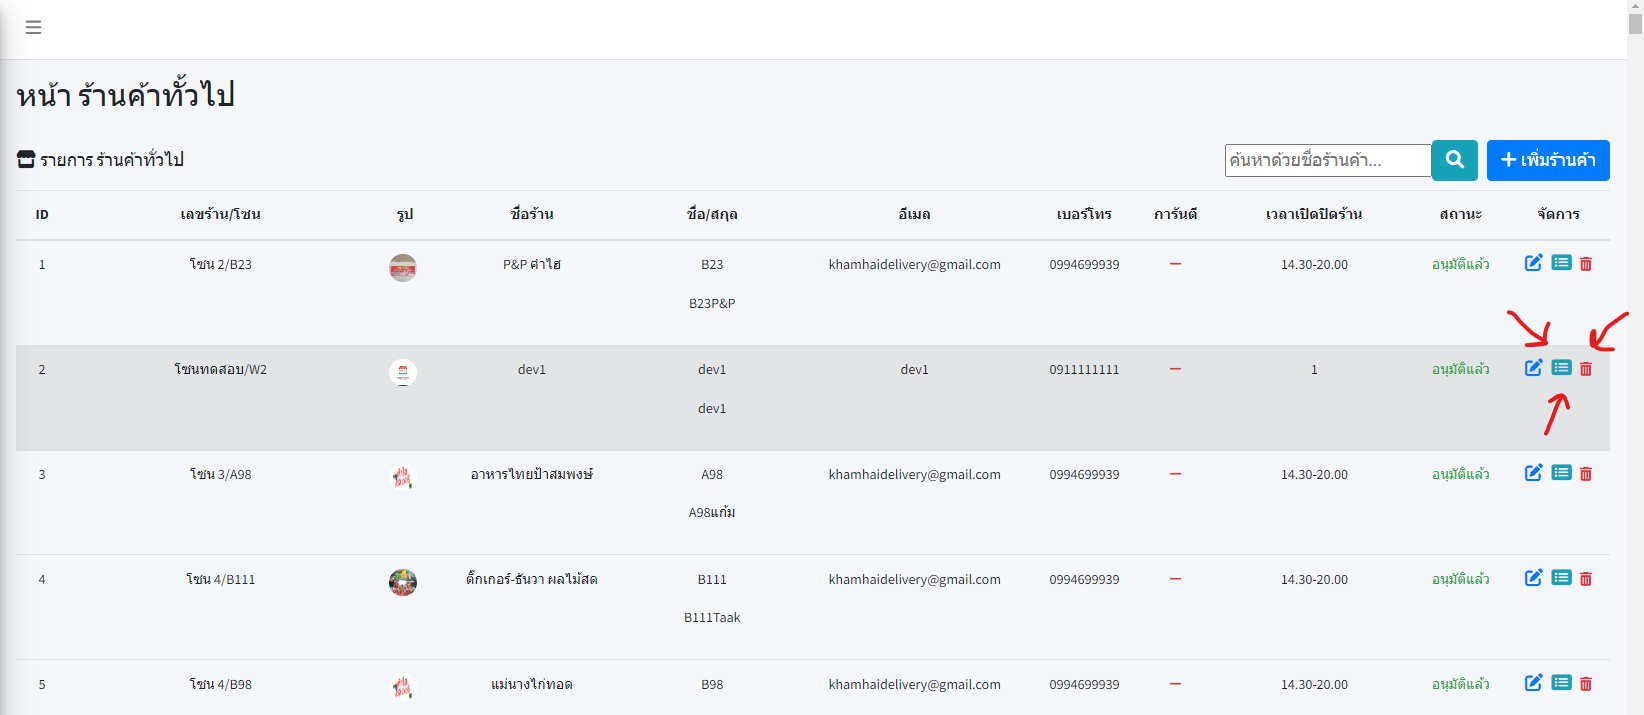 หน้า ร้านค้าทั้วไป
รายการ ร้านค้าทั่วไป
ค้นหาด้วยชื่อร้านค้า...
เพิ่มร้านค้า
ID เลขร้าน/โซน รูป ชื่อร้าน ชื่อ/สกุล อีเมล เบอร์โทร การันตี เวลาเปิดปิดร้าน สถานะ จัดการ
1 โซน 2/B23 P&P คำไฮ B23 khamhaidelivery@gmail.com 0994699939 14.30-20.00 อนุมัติแล้ว
B23P&P
2 โซนทดสอบ/W2 dev1 dev1 dev1 0911111111 1 อนุมัติแล้ว
dev1
3 โซน 3/A98 อาหารไทยป้าสมพงษ์ A98 khamhaidelivery@gmail.com 0994699939 14.30-20.00 อนุมัติแล้ว
A98แก้ม
4 โซน 4/B111 ติ๊กเกอร์-ธันวา ผลไม้สด B111 khamhaidelivery@gmail.com 0994699939 14.30-20.00 อนุมัติแล้ว
B111Taak
5 โซน 4/B98 แม่นางไก่ทอด B98 khamhaidelivery@gmail.com 0994699939 14.30-20.00 อนุมัติแล้ว